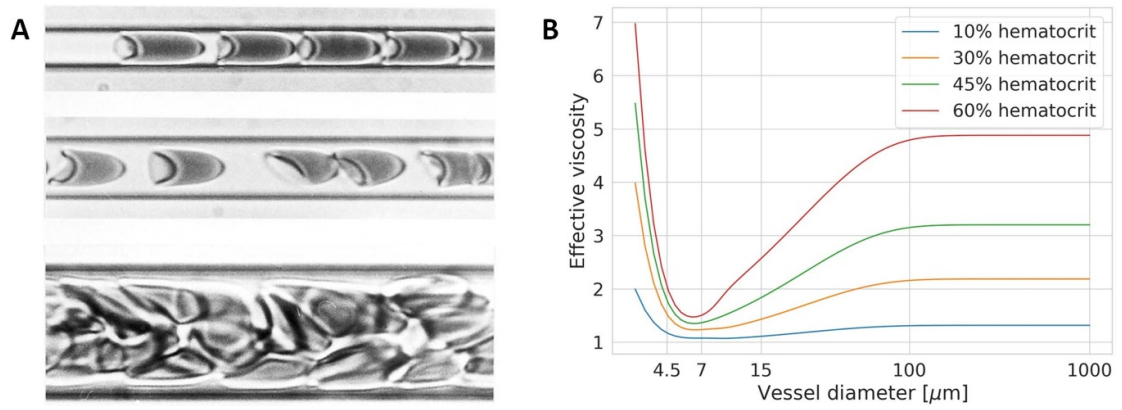 A
B
7
6
5
4
3
2
1
Effective viscosity
10% hematocrit
30% hematocrit
45% hematocrit
60% hematocrit
4.5 7 15 100 1000
Vessel diameter [μm]